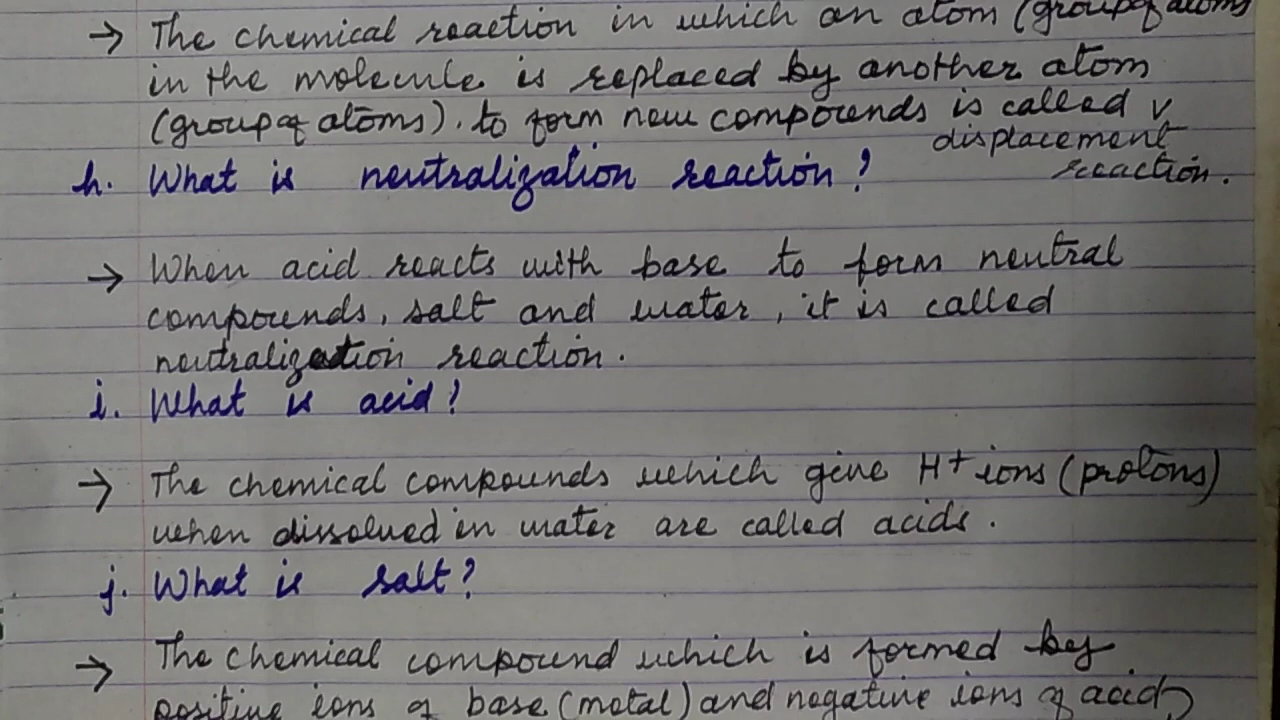 → The chemical reaction in which an atom (group of atoms)
in the molecule is replaced by another atom
(group of atoms). to form new compounds is called v
displacement
h. What is neutralization reaction?
reaction.
→ When acid reacts with base to form neutral
compounds, salt and water, it is called
neutralization reaction.
i. What is acid?
→ The chemical compounds which give H+ ions (protons)
when dissolved in water are called acids.
j. What is salt?
→ The chemical compound which is formed by
positive ions of base (metal) and negative ions of acid